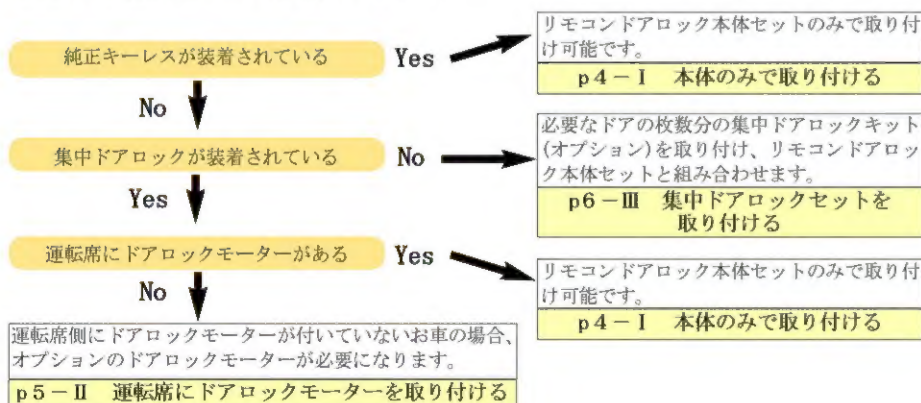 純正キーレスが装着されている
Yes
リモコンドアロック本体セットのみで取り付
け可能です。
p4-Ⅰ 本体のみで取り付ける
No
集中ドアロックが装着されている
No
必要なドアの枚数分の集中ドアロックキット
(オプション)を取り付け、リモコンドアロッ
ク本体セットと組み合わせます。
p6-Ⅲ 集中ドアロックセットを
取り付ける
Yes
運転席にドアロックモーターがある
Yes
リモコンドアロック本体セットのみで取り付
け可能です。
p4-Ⅰ 本体のみで取り付ける
No
運転席側にドアロックモーターが付いていないお車の場合、
オプションのドアロックモーターが必要になります。
p5-Ⅱ 運転席にドアロックモーターを取り付ける